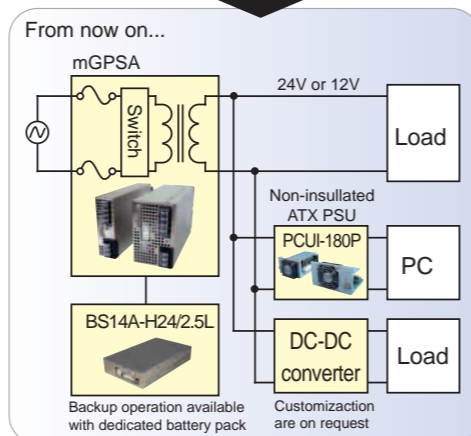 From now on...
mGPSA
24V or 12V
Switch
Load
Non-insullated
ATX PSU
PCUI-180P
PC
BS14A-H24/2.5L
DC-DC
converter
Load
Backup operation available
with dedicated battery pack
Customizaction
are on request